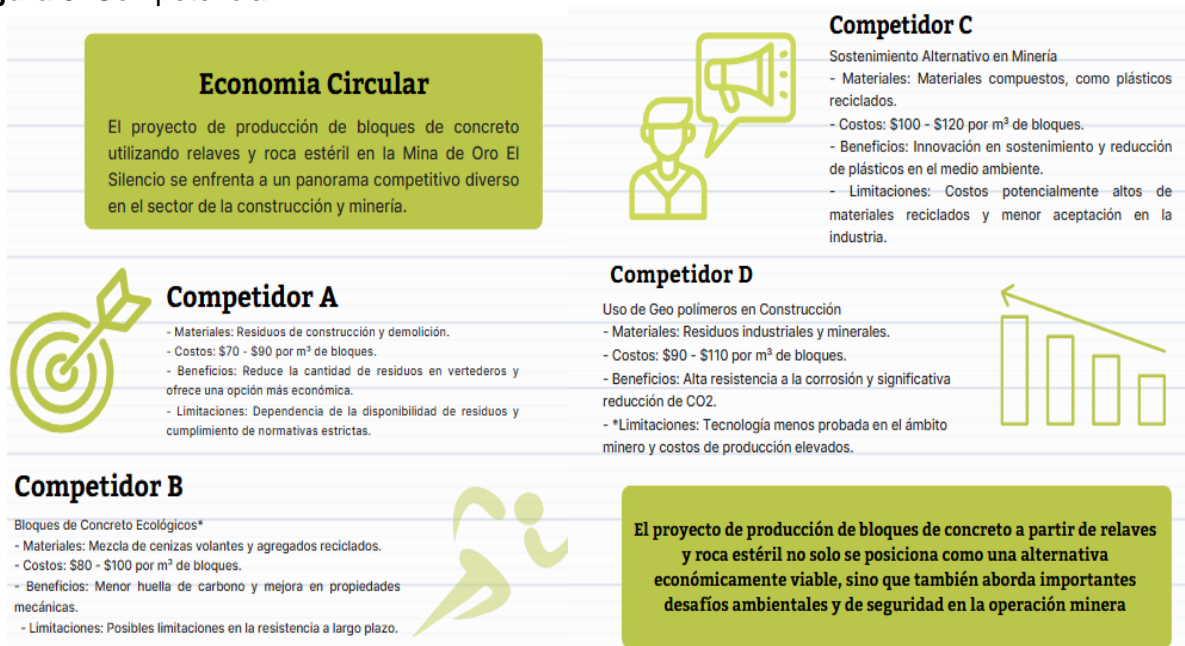 Economia Circular
El proyecto de producción de bloques de concreto
utilizando relaves y roca estéril en la Mina de Oro El
Silencio se enfrenta a un panorama competitivo diverso
en el sector de la construcción y minería.
Competidor A
- Materiales: Residuos de construcción y demolición.
- Costos: $70 - $90 por m³ de bloques.
- Beneficios: Reduce la cantidad de residuos en vertederos y
ofrece una opción más económica.
- Limitaciones: Dependencia de la disponibilidad de residuos y
cumplimiento de normativas estrictas.
Competidor B
Bloques de Concreto Ecológicos*
- Materiales: Mezcla de cenizas volantes y agregados reciclados.
- Costos: $80 - $100 por m³ de bloques.
- Beneficios: Menor huella de carbono y mejora en propiedades
mecánicas.
- Limitaciones: Posibles limitaciones en la resistencia a largo plazo.
Competidor C
Sostenimiento Alternativo en Minería
- Materiales: Materiales compuestos, como plásticos
reciclados.
- Costos: $100 - $120 por m³ de bloques.
- Beneficios: Innovación en sostenimiento y reducción
de plásticos en el medio ambiente.
- Limitaciones: Costos potencialmente altos de
materiales reciclados y menor aceptación en la
industria.
Competidor D
Uso de Geo polímeros en Construcción
- Materiales: Residuos industriales y minerales.
- Costos: $90 - $110 por m³ de bloques.
- Beneficios: Alta resistencia a la corrosión y significativa
reducción de CO2.
- *Limitaciones: Tecnología menos probada en el ámbito
minero y costos de producción elevados.
El proyecto de producción de bloques de concreto a partir de relaves
y roca estéril no solo se posiciona como una alternativa
económicamente viable, sino que también aborda importantes
desafíos ambientales y de seguridad en la operación minera